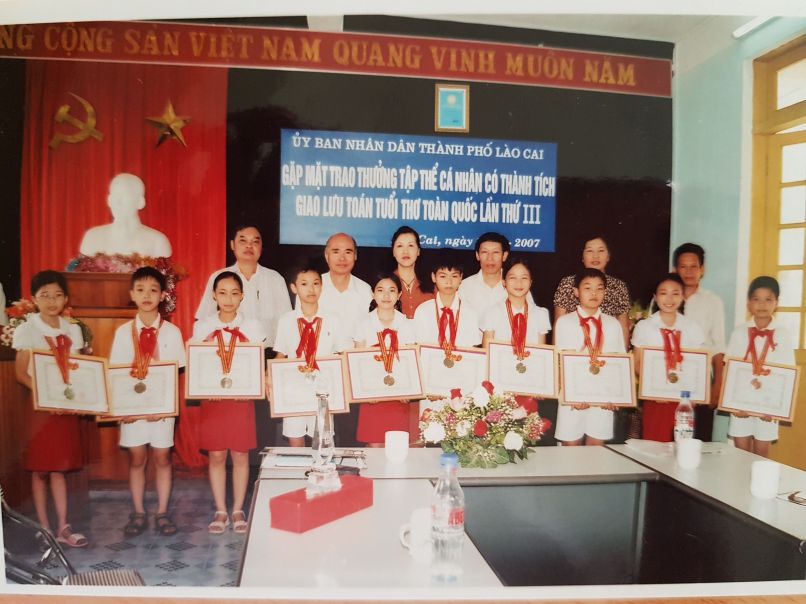 NG CỘNG SẢN VIỆT NAM QUANG VINH MUÔN NĂM
ỦY BAN NHÂN DÂN THÀNH PHỐ LÀO CAI
GẶP MẶT TRAO THƯỞNG TẬP THỂ CÁ NHÂN CÓ THÀNH TÍCH
GIAO LƯU TOÁN TUỔI THƠ TOÀN QUỐC LẦN THỨ III
Cai, ngày - 2007